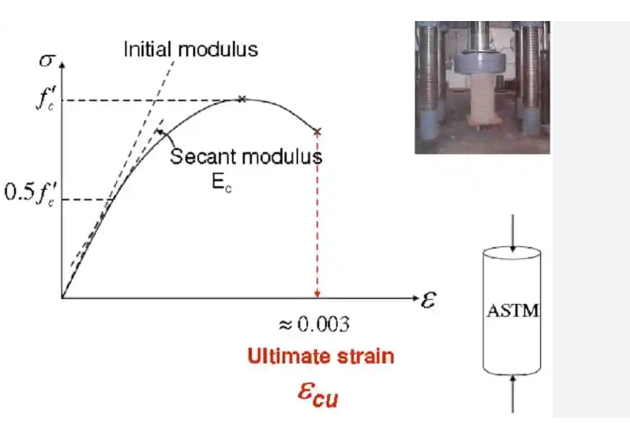 Initial modulus
σ
f′c
Secant modulus
Ec
0.5f′c
ASTM
ε
≈ 0.003
Ultimate strain
εcu